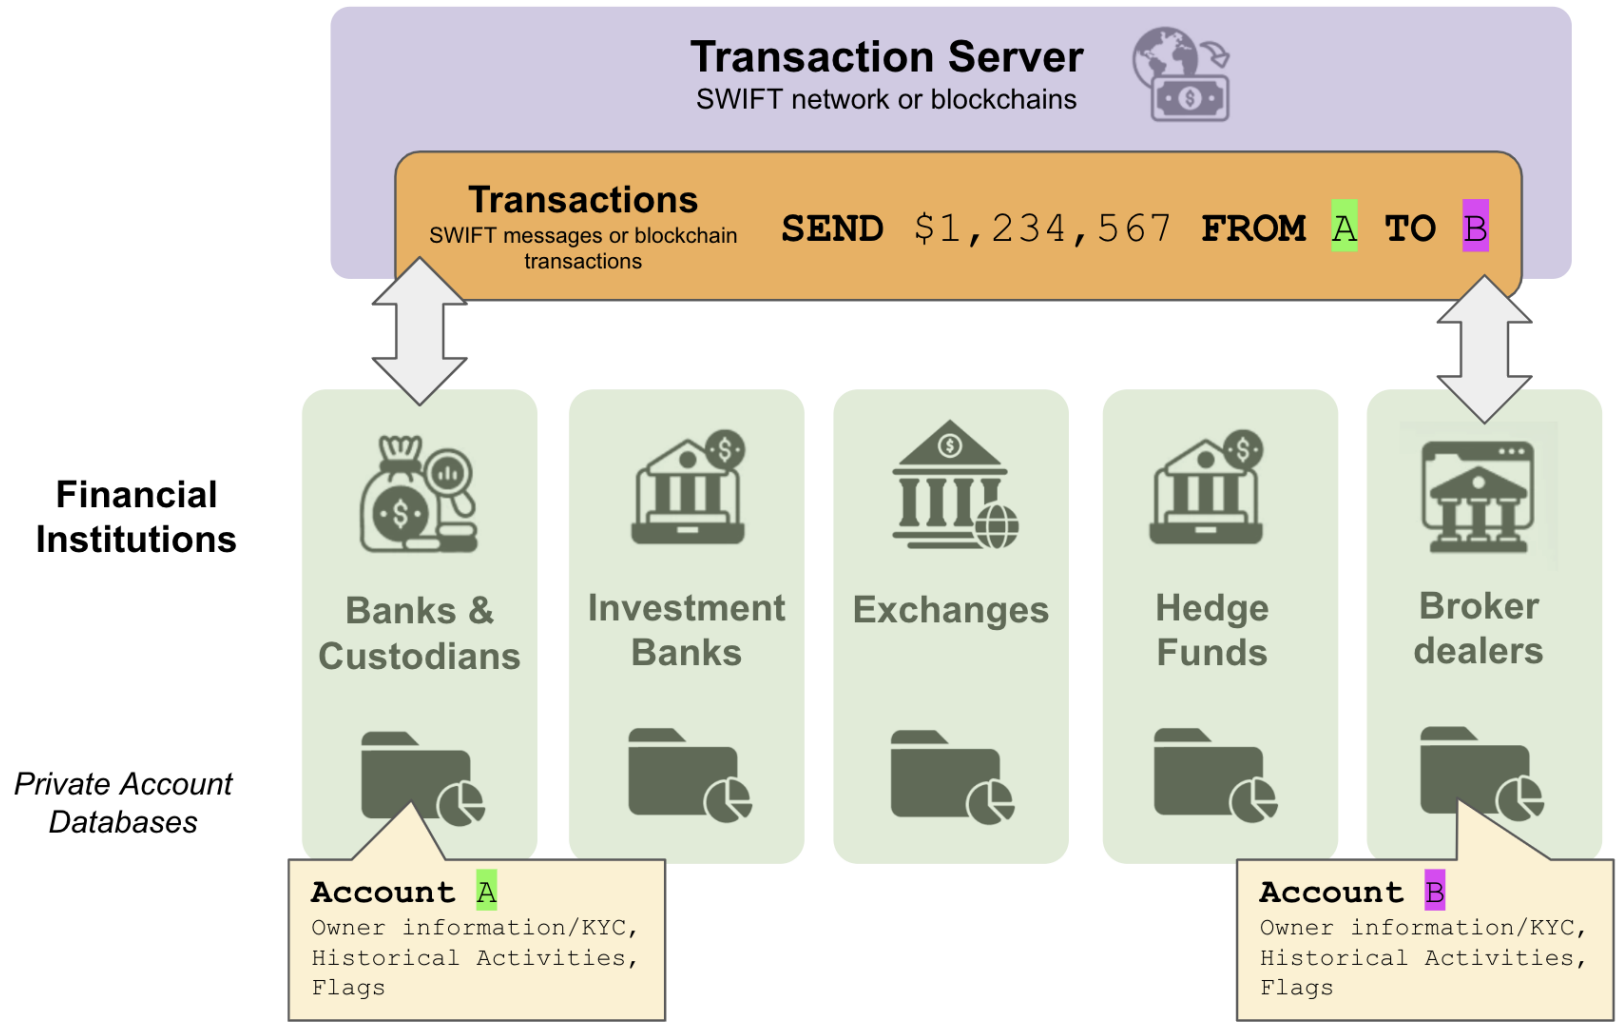 Transaction Server
SWIFT network or blockchains
Transactions
SWIFT messages or blockchain
transactions
SEND $1,234,567 FROM A TO B
Financial
Institutions
Banks &
Custodians
Investment
Banks
Exchanges
Hedge
Funds
Broker
dealers
Private Account
Databases
Account A
Owner information/KYC,
Historical Activities,
Flags
Account B
Owner information/KYC,
Historical Activities,
Flags